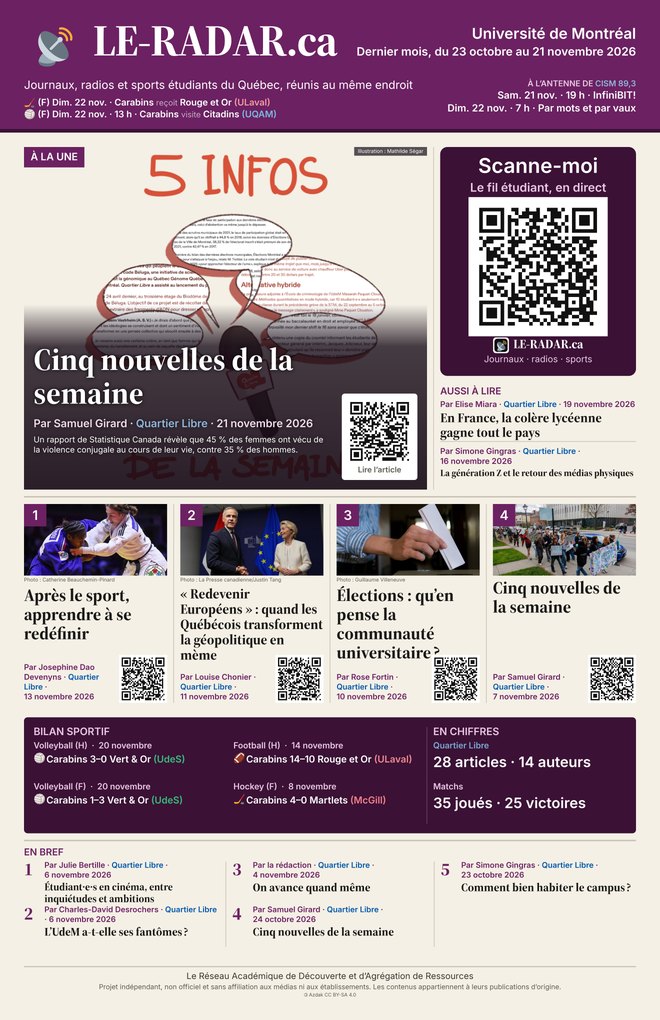 LE-RADAR.ca
Université de Montréal
Dernier mois, du 23 octobre au 21 novembre 2026
Journaux, radios et sports étudiants du Québec, réunis au même endroit
(F) Dim. 22 nov. · Carabins reçoit Rouge et Or (ULaval)
(F) Dim. 22 nov. · 13 h · Carabins visite Citadins (UQAM)
À L'ANTENNE DE CISM 89,3
Sam. 21 nov. · 19 h · InfiniBIT!
Dim. 22 nov. · 7 h · Par mots et par vaux
À LA UNE
Illustration : Mathilde Ségar
5 INFOS
DE LA SEMAINE
Cinq nouvelles de la
semaine
Par Samuel Girard · Quartier Libre · 21 novembre 2026
Un rapport de Statistique Canada révèle que 45 % des femmes ont vécu de
la violence conjugale au cours de leur vie, contre 35 % des hommes.
Lire l'article
Scanne-moi
Le fil étudiant, en direct
LE-RADAR.ca
Journaux · radios · sports
AUSSI À LIRE
Par Elise Miara · Quartier Libre · 19 novembre 2026
En France, la colère lycéenne
gagne tout le pays
Par Simone Gingras · Quartier Libre ·
16 novembre 2026
La génération Z et le retour des médias physiques
1
Photo : Catherine Beauchemin-Pinard
Après le sport,
apprendre à se
redéfinir
Par Josephine Dao
Devenyns · Quartier
Libre ·
13 novembre 2026
2
Photo : La Presse canadienne/Justin Tang
« Redevenir
Européens » : quand les
Québécois transforment
la géopolitique en
mème
Par Louise Chonier ·
Quartier Libre ·
11 novembre 2026
3
Photo : Guillaume Villeneuve
Élections : qu'en
pense la
communauté
universitaire ?
Par Rose Fortin ·
Quartier Libre ·
10 novembre 2026
4
Cinq nouvelles de
la semaine
Par Samuel Girard ·
Quartier Libre ·
7 novembre 2026
BILAN SPORTIF
Volleyball (H) · 20 novembre
Carabins 3–0 Vert & Or (UdeS)
Volleyball (F) · 20 novembre
Carabins 1–3 Vert & Or (UdeS)
Football (H) · 14 novembre
Carabins 14–10 Rouge et Or (ULaval)
Hockey (F) · 8 novembre
Carabins 4–0 Martlets (McGill)
EN CHIFFRES
Quartier Libre
28 articles · 14 auteurs
Matchs
35 joués · 25 victoires
EN BREF
1
Par Julie Bertille · Quartier Libre ·
6 novembre 2026
Étudiant·e·s en cinéma, entre
inquiétudes et ambitions
2
Par Charles-David Desrochers · Quartier Libre
· 6 novembre 2026
L'UdeM a-t-elle ses fantômes ?
3
Par la rédaction · Quartier Libre ·
4 novembre 2026
On avance quand même
4
Par Samuel Girard · Quartier Libre ·
24 octobre 2026
Cinq nouvelles de la semaine
5
Par Simone Gingras · Quartier Libre ·
23 octobre 2026
Comment bien habiter le campus ?
Le Réseau Académique de Découverte et d'Agrégation de Ressources
Projet indépendant, non officiel et sans affiliation aux médias ni aux établissements. Les contenus appartiennent à leurs publications d'origine.
© Azdak CC BY-SA 4.0